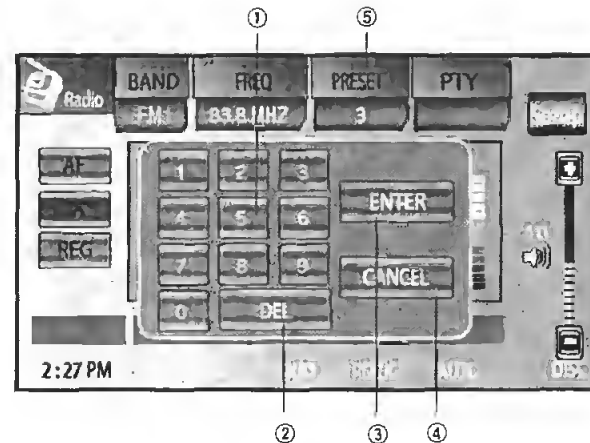 ① ⑤
BAND FREQ PRESET PTY
Radio
3
AF
1 2 3
ENTER
4 5 6
REG
7 8 9
CANCEL
0 DEL
2:27 PM
② ③ ④